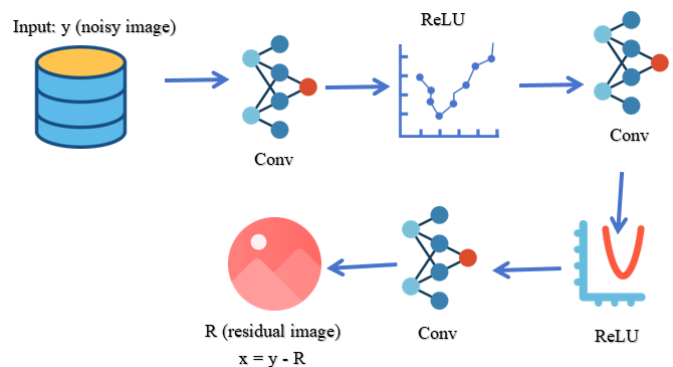 Input: y (noisy image)
ReLU
Conv
Conv
ReLU
Conv
R (residual image)
x = y - R